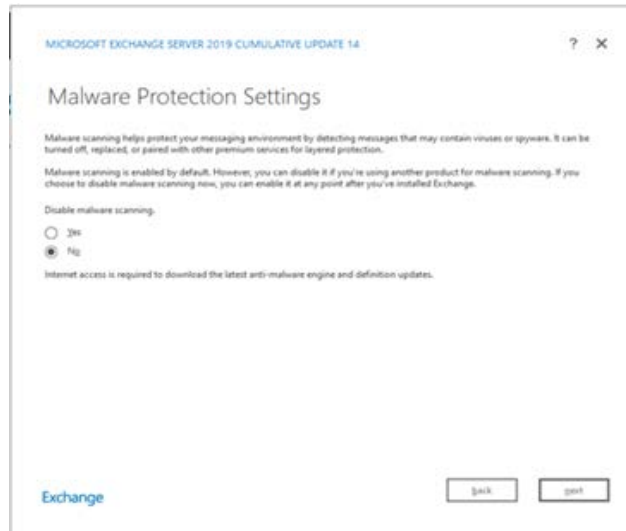 MICROSOFT EXCHANGE SERVER 2019 CUMULATIVE UPDATE 14
? ✕
Malware Protection Settings
Malware scanning helps protect your messaging environment by detecting messages that may contain viruses or spyware. It can be
turned off, replaced, or paired with other premium services for layered protection.
Malware scanning is enabled by default. However, you can disable it if you're using another product for malware scanning. If you
choose to disable malware scanning now, you can enable it at any point after you've installed Exchange.
Disable malware scanning.
Yes
No
Internet access is required to download the latest anti-malware engine and definition updates.
Exchange
back
next